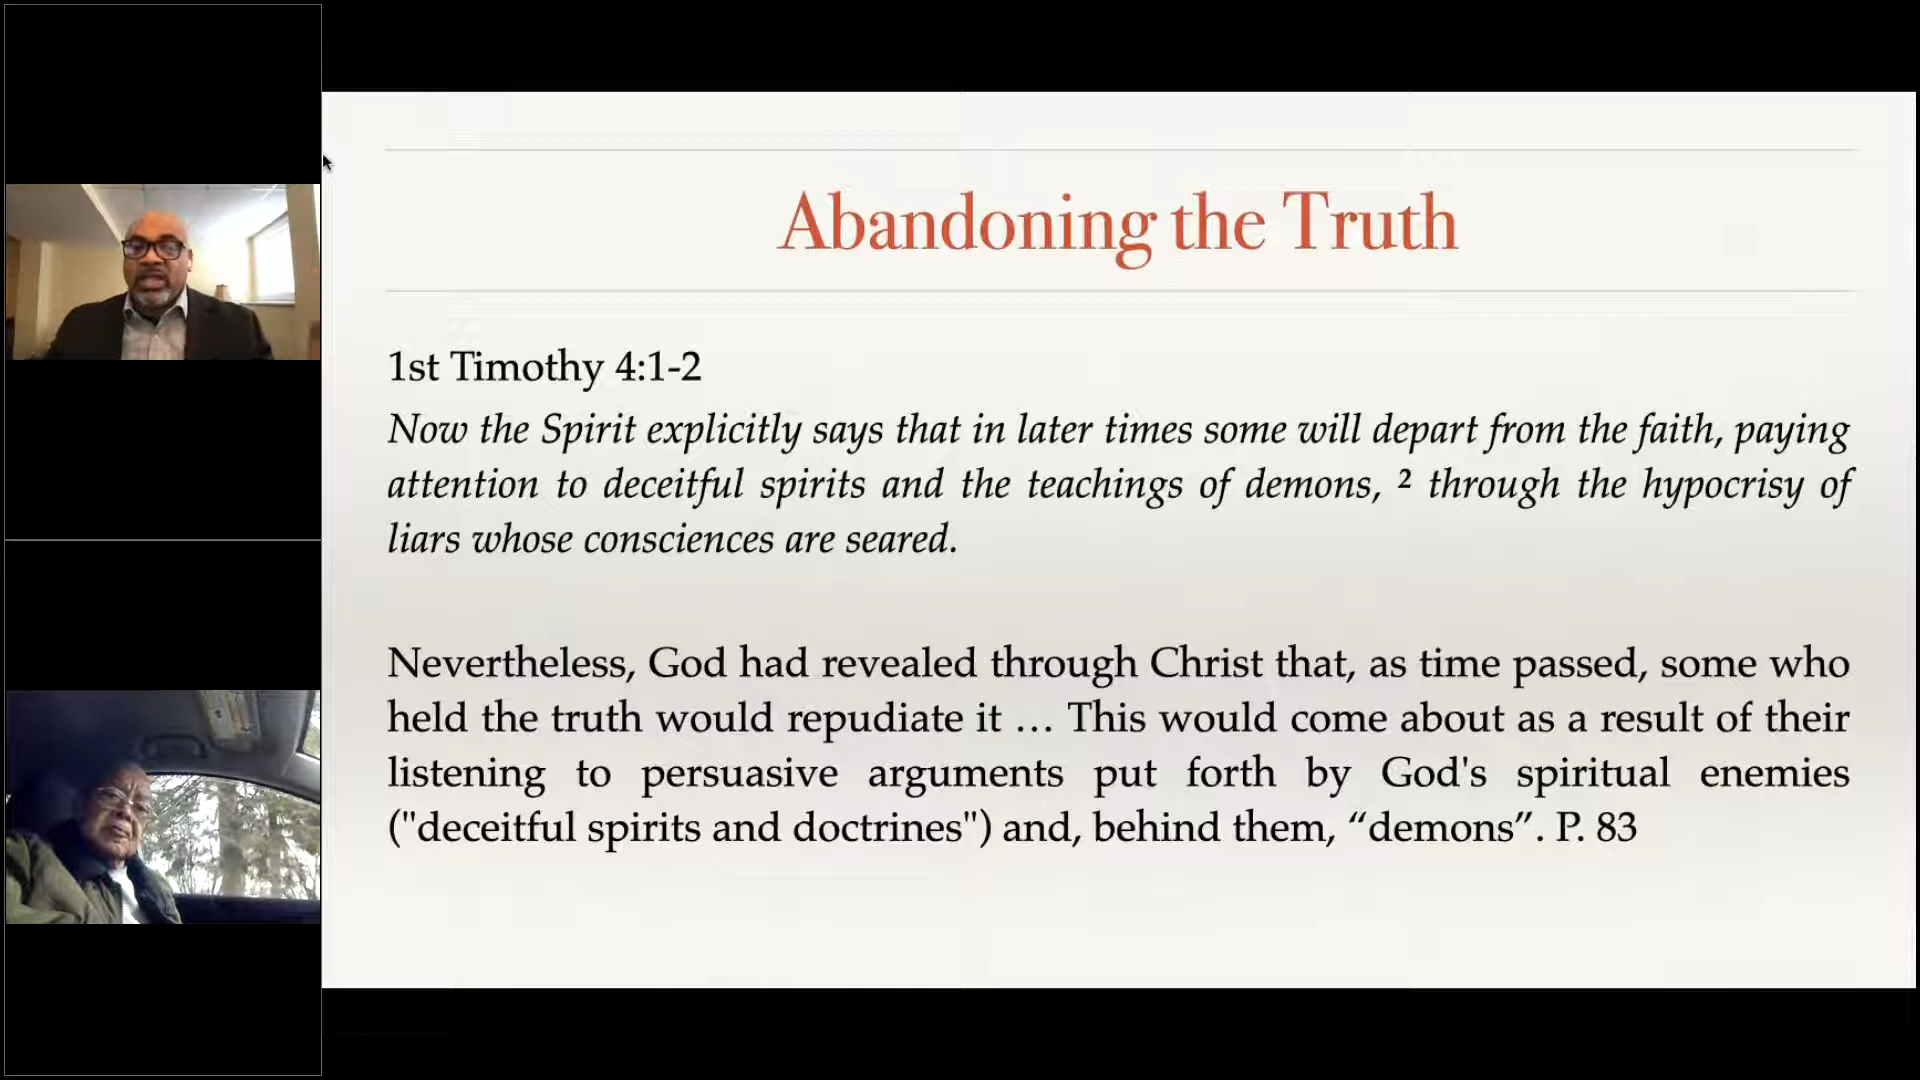 Abandoning the Truth
1st Timothy 4:1-2
Now the Spirit explicitly says that in later times some will depart from the faith, paying
attention to deceitful spirits and the teachings of demons, ² through the hypocrisy of
liars whose consciences are seared.
Nevertheless, God had revealed through Christ that, as time passed, some who
held the truth would repudiate it … This would come about as a result of their
listening to persuasive arguments put forth by God's spiritual enemies
("deceitful spirits and doctrines") and, behind them, “demons”. P. 83